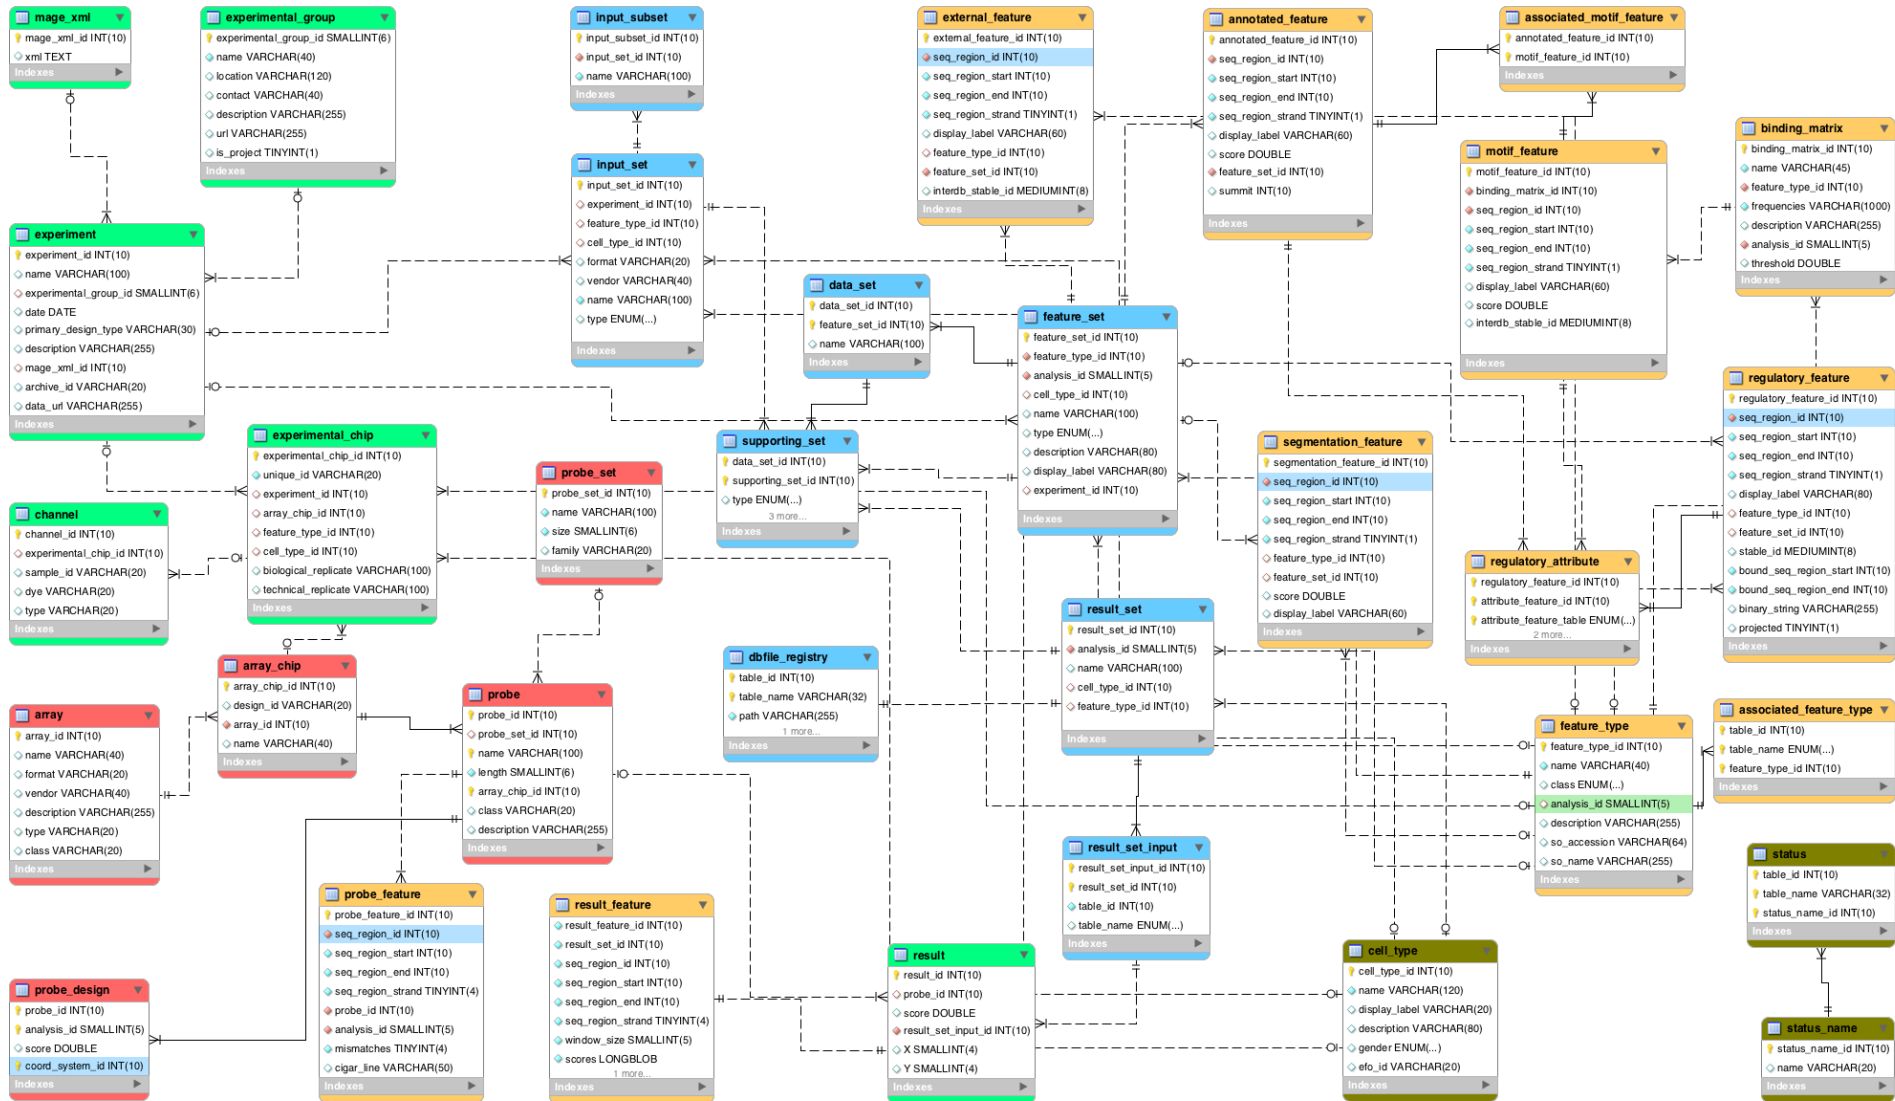 mage_xml
mage_xml_id INT(10)
xml TEXT
Indexes
experimental_group
experimental_group_id SMALLINT(6)
name VARCHAR(40)
location VARCHAR(120)
contact VARCHAR(40)
description VARCHAR(255)
url VARCHAR(255)
is_project TINYINT(1)
Indexes
input_subset
input_subset_id INT(10)
input_set_id INT(10)
name VARCHAR(100)
Indexes
external_feature
external_feature_id INT(10)
seq_region_id INT(10)
seq_region_start INT(10)
seq_region_end INT(10)
seq_region_strand TINYINT(1)
display_label VARCHAR(60)
feature_type_id INT(10)
feature_set_id INT(10)
interdb_stable_id MEDIUMINT(8)
Indexes
annotated_feature
annotated_feature_id INT(10)
seq_region_id INT(10)
seq_region_start INT(10)
seq_region_end INT(10)
seq_region_strand TINYINT(1)
display_label VARCHAR(60)
score DOUBLE
feature_set_id INT(10)
summit INT(10)
Indexes
associated_motif_feature
annotated_feature_id INT(10)
motif_feature_id INT(10)
Indexes
binding_matrix
binding_matrix_id INT(10)
name VARCHAR(45)
feature_type_id INT(10)
frequencies VARCHAR(1000)
description VARCHAR(255)
analysis_id SMALLINT(5)
threshold DOUBLE
Indexes
motif_feature
motif_feature_id INT(10)
binding_matrix_id INT(10)
seq_region_id INT(10)
seq_region_start INT(10)
seq_region_end INT(10)
seq_region_strand TINYINT(1)
display_label VARCHAR(60)
score DOUBLE
interdb_stable_id MEDIUMINT(8)
Indexes
input_set
input_set_id INT(10)
experiment_id INT(10)
feature_type_id INT(10)
cell_type_id INT(10)
format VARCHAR(20)
vendor VARCHAR(40)
name VARCHAR(100)
type ENUM(...)
Indexes
experiment
experiment_id INT(10)
name VARCHAR(100)
experimental_group_id SMALLINT(6)
date DATE
primary_design_type VARCHAR(30)
description VARCHAR(255)
mage_xml_id INT(10)
archive_id VARCHAR(20)
data_url VARCHAR(255)
Indexes
data_set
data_set_id INT(10)
feature_set_id INT(10)
name VARCHAR(100)
Indexes
feature_set
feature_set_id INT(10)
feature_type_id INT(10)
analysis_id SMALLINT(5)
cell_type_id INT(10)
name VARCHAR(100)
type ENUM(...)
description VARCHAR(80)
display_label VARCHAR(80)
experiment_id INT(10)
Indexes
regulatory_feature
regulatory_feature_id INT(10)
seq_region_id INT(10)
seq_region_start INT(10)
seq_region_end INT(10)
seq_region_strand TINYINT(1)
display_label VARCHAR(80)
feature_type_id INT(10)
feature_set_id INT(10)
stable_id MEDIUMINT(8)
bound_seq_region_start INT(10)
bound_seq_region_end INT(10)
binary_string VARCHAR(255)
projected TINYINT(1)
Indexes
experimental_chip
experimental_chip_id INT(10)
unique_id VARCHAR(20)
experiment_id INT(10)
array_chip_id INT(10)
feature_type_id INT(10)
cell_type_id INT(10)
biological_replicate VARCHAR(100)
technical_replicate VARCHAR(100)
Indexes
supporting_set
data_set_id INT(10)
supporting_set_id INT(10)
type ENUM(...)
3 more...
Indexes
segmentation_feature
segmentation_feature_id INT(10)
seq_region_id INT(10)
seq_region_start INT(10)
seq_region_end INT(10)
seq_region_strand TINYINT(1)
feature_type_id INT(10)
feature_set_id INT(10)
score DOUBLE
display_label VARCHAR(60)
Indexes
probe_set
probe_set_id INT(10)
name VARCHAR(100)
size SMALLINT(6)
family VARCHAR(20)
Indexes
channel
channel_id INT(10)
experimental_chip_id INT(10)
sample_id VARCHAR(20)
dye VARCHAR(20)
type VARCHAR(20)
Indexes
regulatory_attribute
regulatory_feature_id INT(10)
attribute_feature_id INT(10)
attribute_feature_table ENUM(...)
2 more...
Indexes
result_set
result_set_id INT(10)
analysis_id SMALLINT(5)
name VARCHAR(100)
cell_type_id INT(10)
feature_type_id INT(10)
Indexes
dbfile_registry
table_id INT(10)
table_name VARCHAR(32)
path VARCHAR(255)
1 more...
Indexes
array_chip
array_chip_id INT(10)
design_id VARCHAR(20)
array_id INT(10)
name VARCHAR(40)
Indexes
probe
probe_id INT(10)
probe_set_id INT(10)
name VARCHAR(100)
length SMALLINT(6)
array_chip_id INT(10)
class VARCHAR(20)
description VARCHAR(255)
Indexes
array
array_id INT(10)
name VARCHAR(40)
format VARCHAR(20)
vendor VARCHAR(40)
description VARCHAR(255)
type VARCHAR(20)
class VARCHAR(20)
Indexes
feature_type
feature_type_id INT(10)
name VARCHAR(40)
class ENUM(...)
analysis_id SMALLINT(5)
description VARCHAR(255)
so_accession VARCHAR(64)
so_name VARCHAR(255)
Indexes
associated_feature_type
table_id INT(10)
table_name ENUM(...)
feature_type_id INT(10)
Indexes
result_set_input
result_set_input_id INT(10)
result_set_id INT(10)
table_id INT(10)
table_name ENUM(...)
Indexes
status
table_id INT(10)
table_name VARCHAR(32)
status_name_id INT(10)
Indexes
probe_feature
probe_feature_id INT(10)
seq_region_id INT(10)
seq_region_start INT(10)
seq_region_end INT(10)
seq_region_strand TINYINT(4)
probe_id INT(10)
analysis_id SMALLINT(5)
mismatches TINYINT(4)
cigar_line VARCHAR(50)
Indexes
result_feature
result_feature_id INT(10)
result_set_id INT(10)
seq_region_id INT(10)
seq_region_start INT(10)
seq_region_end INT(10)
seq_region_strand TINYINT(4)
window_size SMALLINT(5)
scores LONGBLOB
1 more...
Indexes
result
result_id INT(10)
probe_id INT(10)
score DOUBLE
result_set_input_id INT(10)
X SMALLINT(4)
Y SMALLINT(4)
Indexes
cell_type
cell_type_id INT(10)
name VARCHAR(120)
display_label VARCHAR(20)
description VARCHAR(80)
gender ENUM(...)
efo_id VARCHAR(20)
Indexes
probe_design
probe_id INT(10)
analysis_id SMALLINT(5)
score DOUBLE
coord_system_id INT(10)
Indexes
status_name
status_name_id INT(10)
name VARCHAR(20)
Indexes